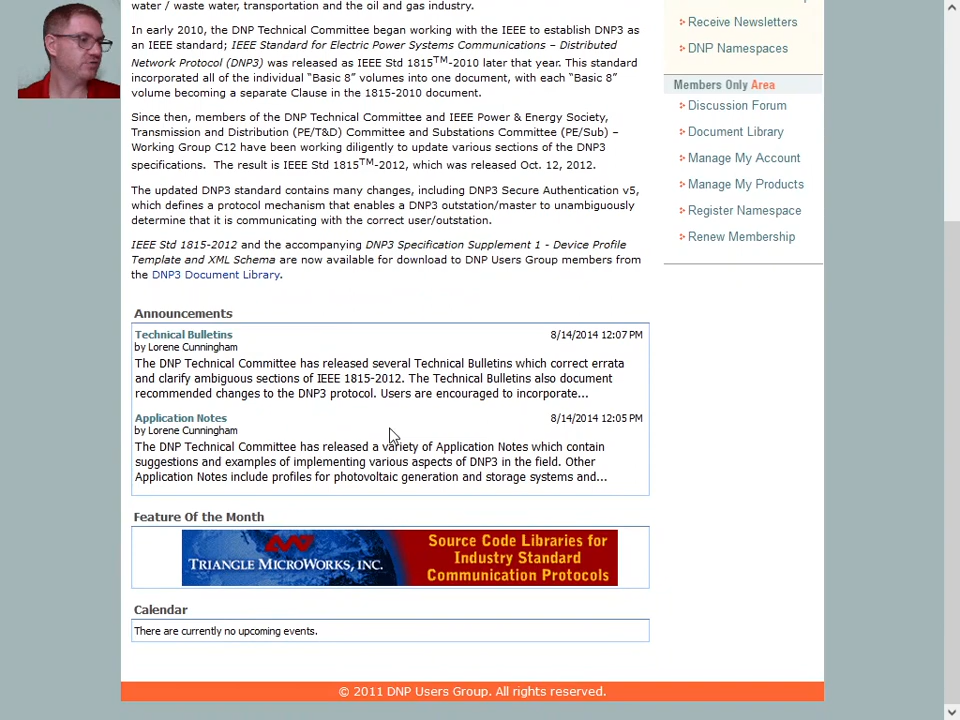 water / waste water, transportation and the oil and gas industry.
In early 2010, the DNP Technical Committee began working with the IEEE to establish DNP3 as
an IEEE standard; IEEE Standard for Electric Power Systems Communications – Distributed
Network Protocol (DNP3) was released as IEEE Std 1815TM-2010 later that year. This standard
incorporated all of the individual “Basic 8” volumes into one document, with each “Basic 8”
volume becoming a separate Clause in the 1815-2010 document.
Since then, members of the DNP Technical Committee and IEEE Power & Energy Society,
Transmission and Distribution (PE/T&D) Committee and Substations Committee (PE/Sub) –
Working Group C12 have been working diligently to update various sections of the DNP3
specifications. The result is IEEE Std 1815TM-2012, which was released Oct. 12, 2012.
The updated DNP3 standard contains many changes, including DNP3 Secure Authentication v5,
which defines a protocol mechanism that enables a DNP3 outstation/master to unambiguously
determine that it is communicating with the correct user/outstation.
IEEE Std 1815-2012 and the accompanying DNP3 Specification Supplement 1 - Device Profile
Template and XML Schema are now available for download to DNP Users Group members from
the DNP3 Document Library.
Announcements
Technical Bulletins 8/14/2014 12:07 PM
by Lorene Cunningham
The DNP Technical Committee has released several Technical Bulletins which correct errata
and clarify ambiguous sections of IEEE 1815-2012. The Technical Bulletins also document
recommended changes to the DNP3 protocol. Users are encouraged to incorporate...
Application Notes 8/14/2014 12:05 PM
by Lorene Cunningham
The DNP Technical Committee has released a variety of Application Notes which contain
suggestions and examples of implementing various aspects of DNP3 in the field. Other
Application Notes include profiles for photovoltaic generation and storage systems and...
Feature Of the Month
TRIANGLE MICROWORKS, INC.
Source Code Libraries for
Industry Standard
Communication Protocols
Calendar
There are currently no upcoming events.
Receive Newsletters
DNP Namespaces
Members Only Area
Discussion Forum
Document Library
Manage My Account
Manage My Products
Register Namespace
Renew Membership
© 2011 DNP Users Group. All rights reserved.